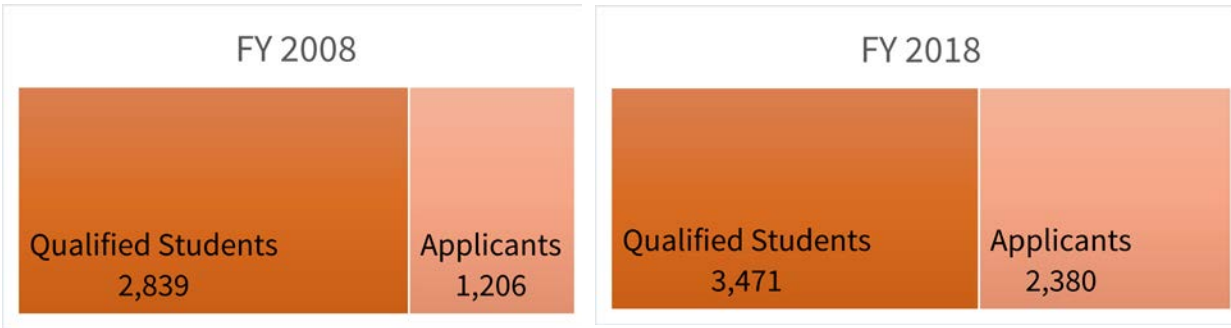 FY 2008
Qualified Students
2,839
Applicants
1,206
FY 2018
Qualified Students
3,471
Applicants
2,380